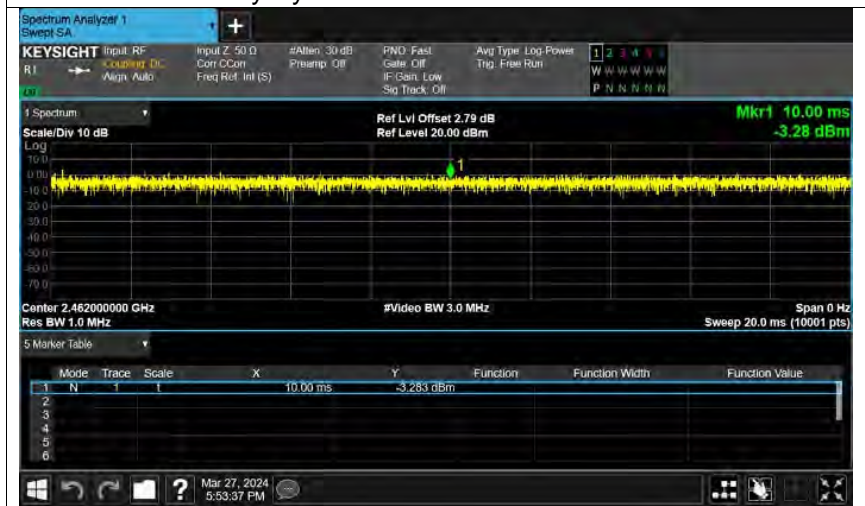 Spectrum Analyzer 1
Swept SA
+
KEYSIGHT Input: RF Input Z: 50 Ω #Atten: 30 dB PNO: Fast Avg Type: Log-Power 1 2 3 4 5 6
R L Coupling: DC Corr CCorr Preamp: Off Gate: Off Trig: Free Run W W W W W W
Align: Auto Freq Ref: Int (S) IF Gain: Low P N N N N N
Sig Track: Off
1 Spectrum
Ref Lvl Offset 2.79 dB Mkr1 10.00 ms
Scale/Div 10 dB Ref Level 20.00 dBm -3.28 dBm
Log
10.0
0.00
-10.0
-20.0
-30.0
-40.0
-50.0
-60.0
-70.0
1
Center 2.462000000 GHz #Video BW 3.0 MHz Span 0 Hz
Res BW 1.0 MHz Sweep 20.0 ms (10001 pts)
5 Marker Table
Mode Trace Scale X Y Function Function Width Function Value
1 N 1 t 10.00 ms -3.283 dBm
2
3
4
5
6
? Mar 27, 2024
5:53:37 PM